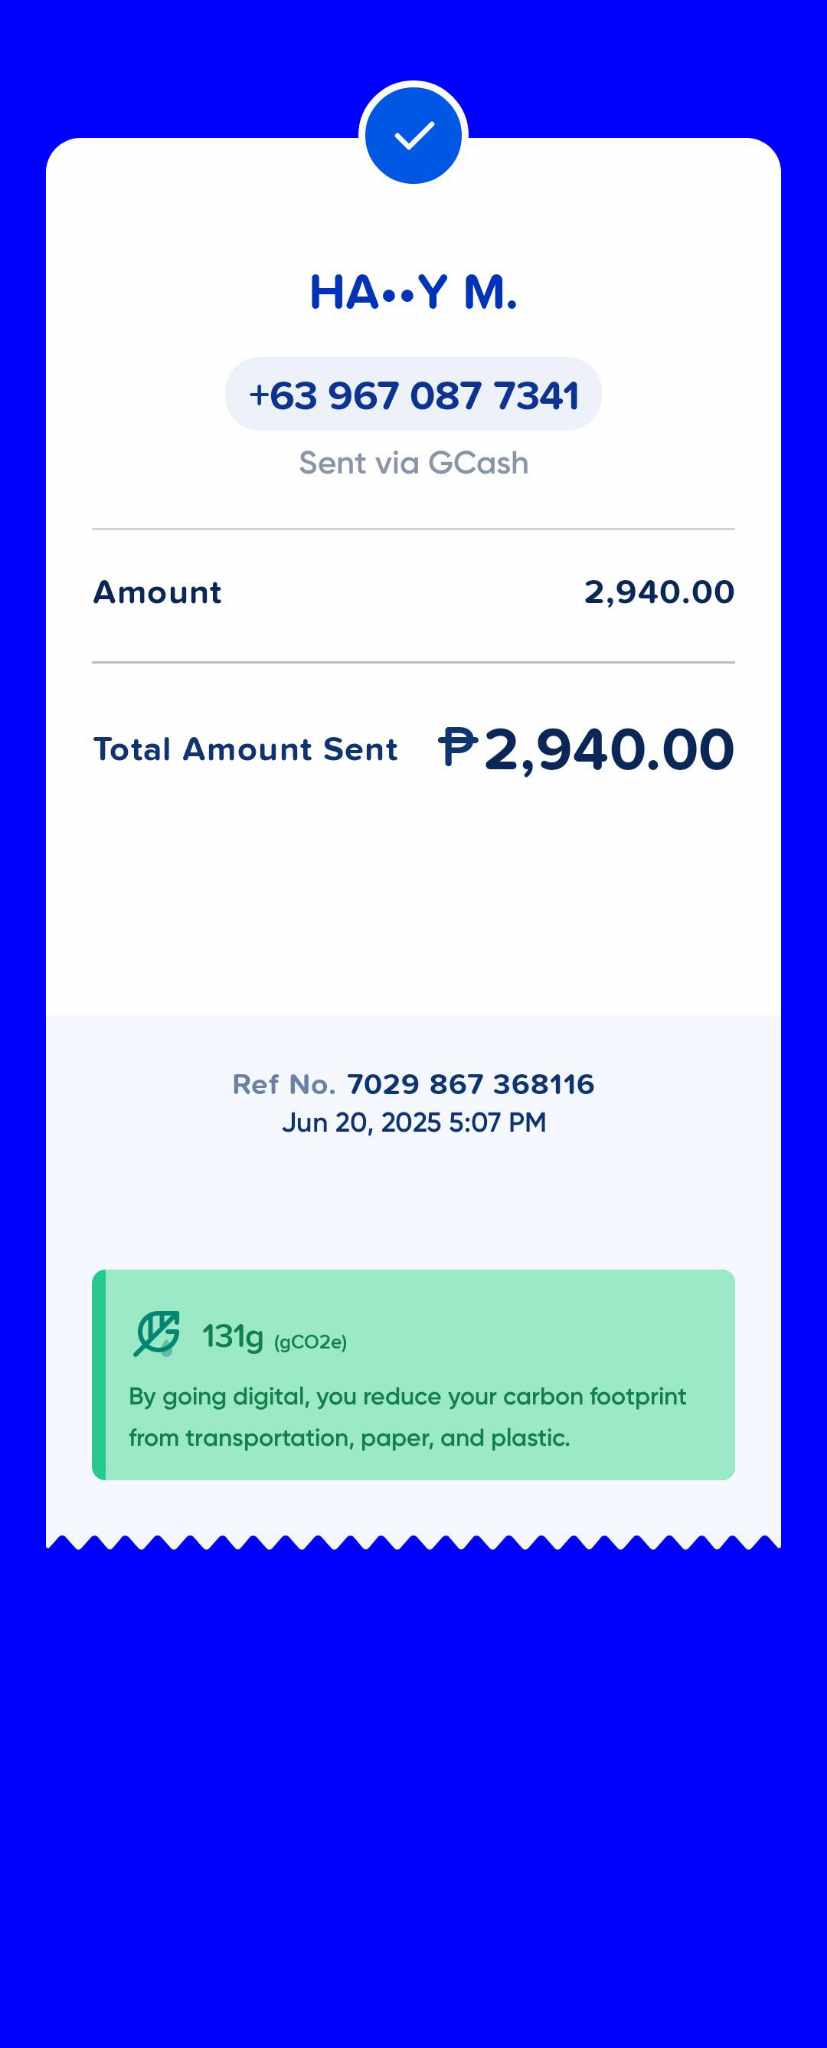 HA••Y M.
+63 967 087 7341
Sent via GCash
Amount 2,940.00
Total Amount Sent ₱2,940.00
Ref No. 7029 867 368116
Jun 20, 2025 5:07 PM
131g (gCO2e)
By going digital, you reduce your carbon footprint
from transportation, paper, and plastic.